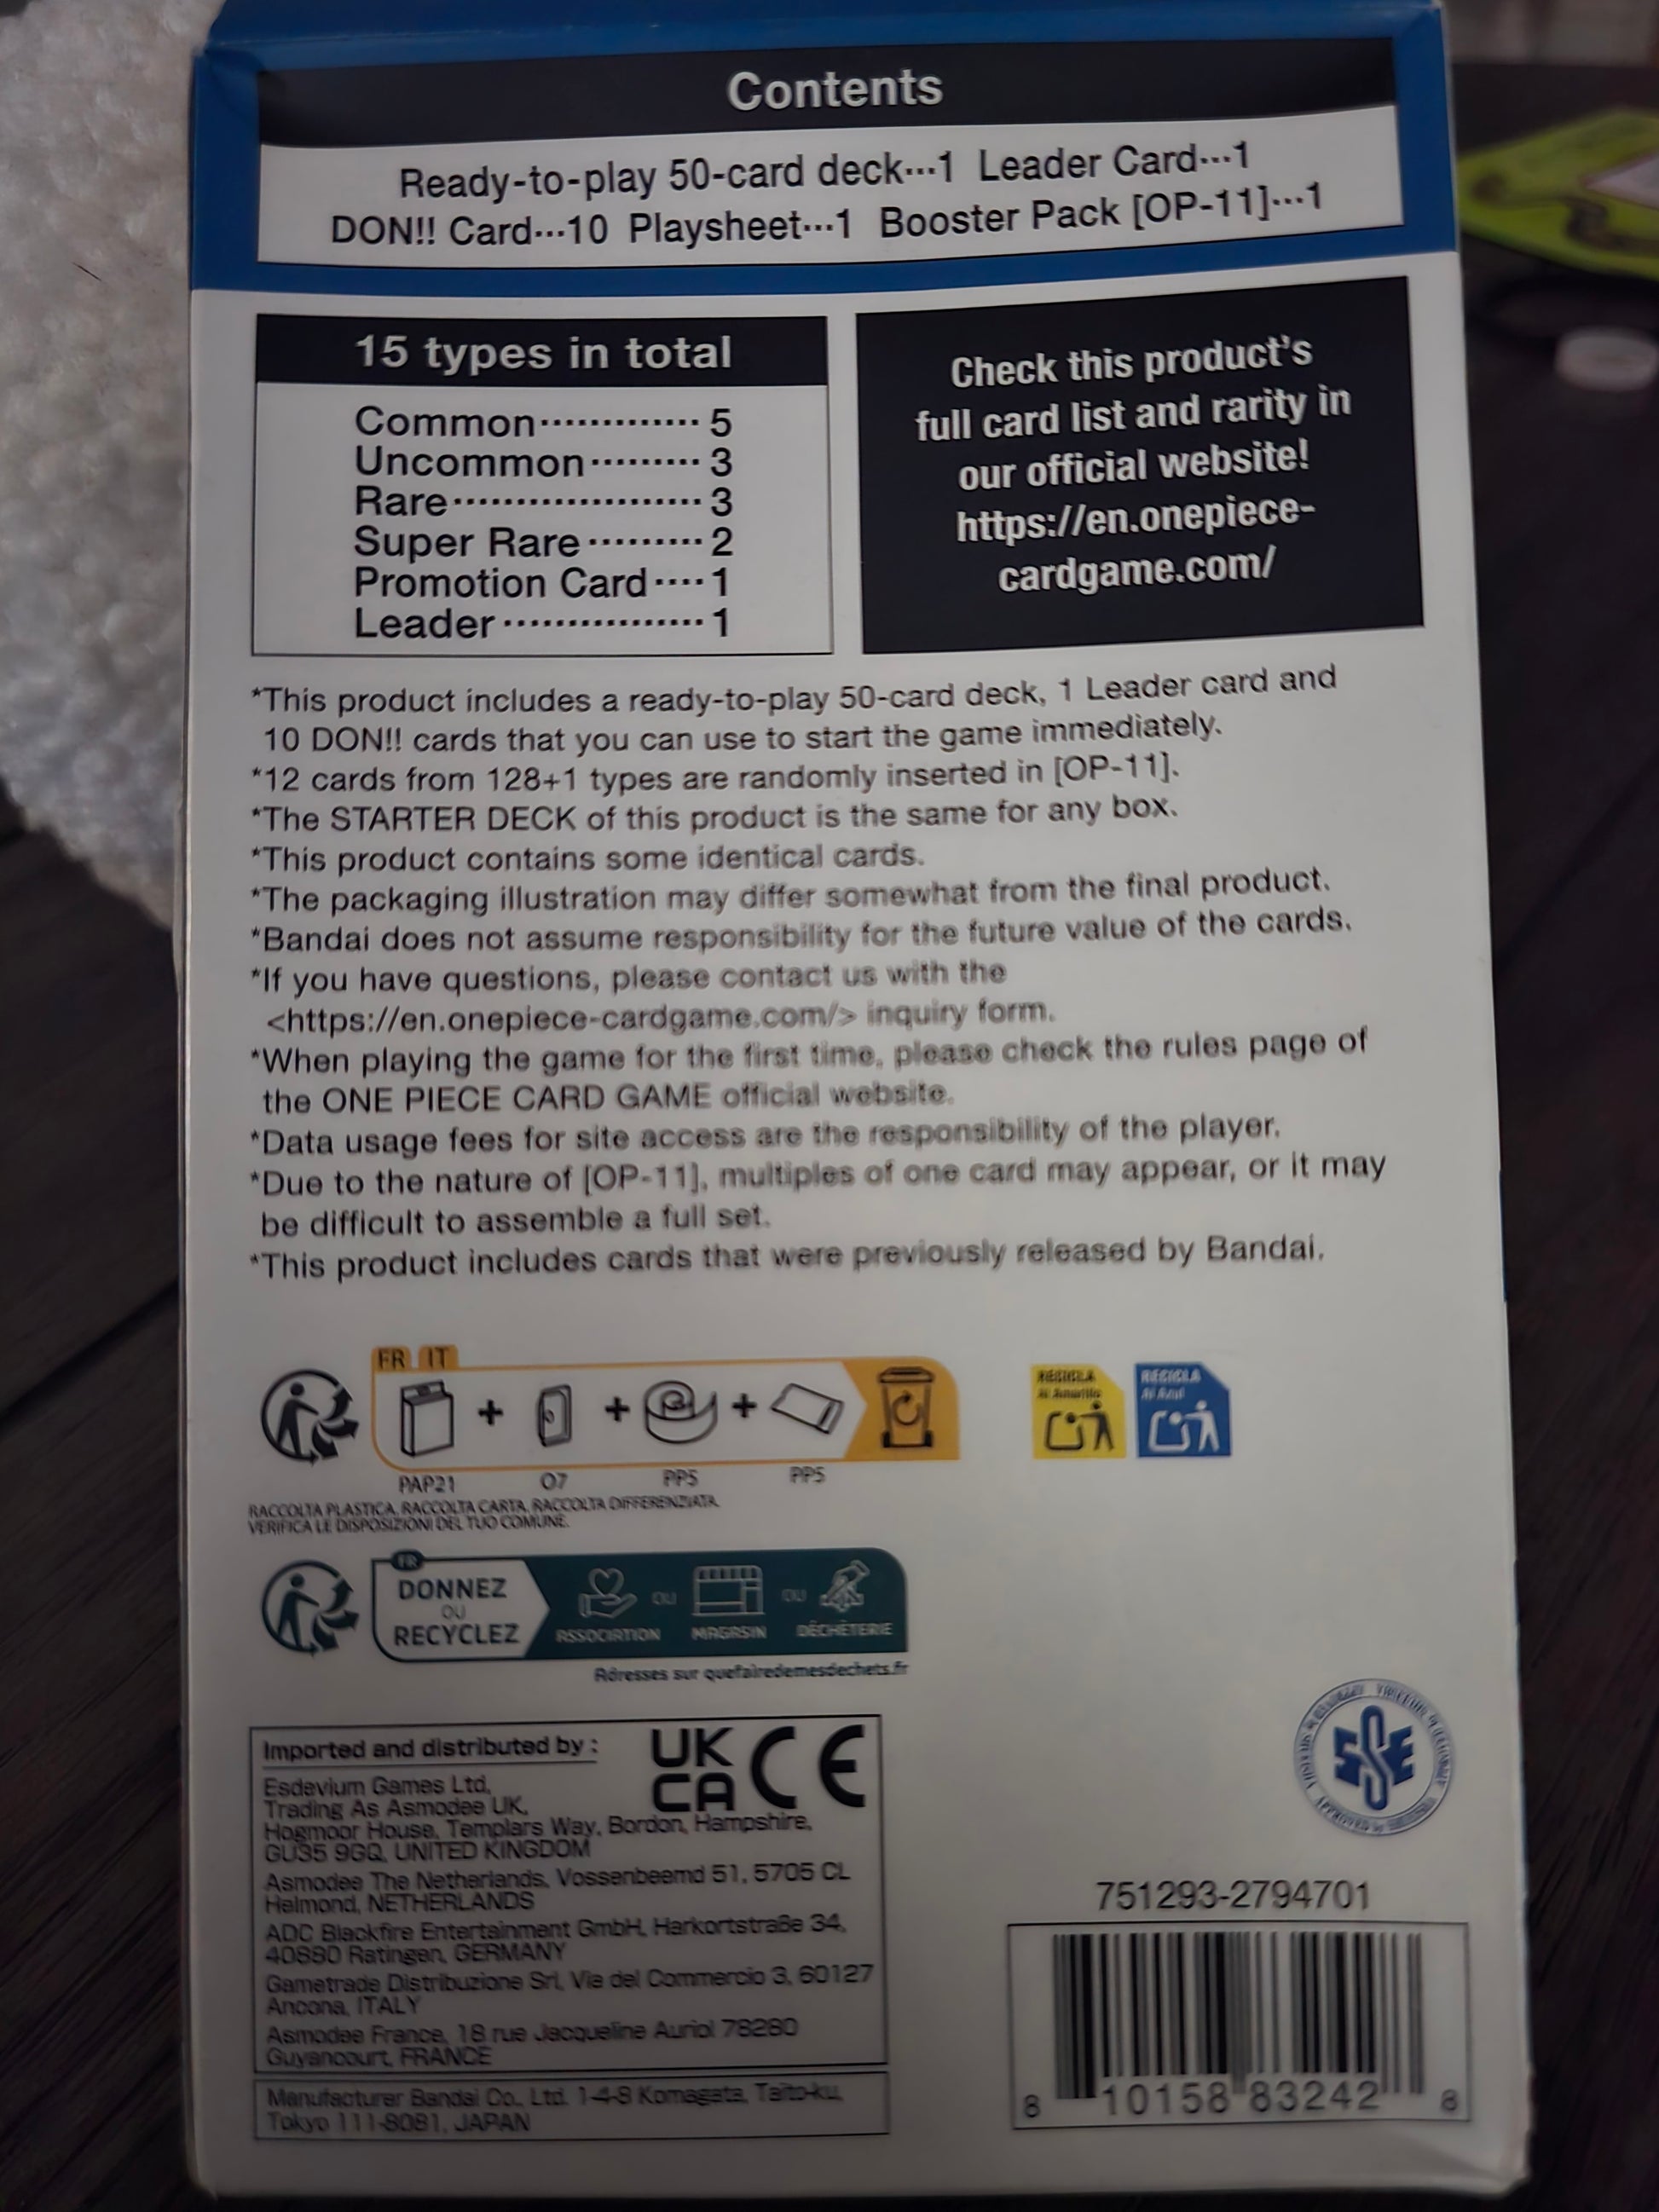 Contents
Ready-to-play 50-card deck…1 Leader Card…1
DON!! Card…10 Playsheet…1 Booster Pack [OP-11]…1
15 types in total
Common ············· 5
Uncommon ········· 3
Rare ···················· 3
Super Rare ········· 2
Promotion Card ···· 1
Leader ················ 1
Check this product's
full card list and rarity in
our official website!
https://en.onepiece-
cardgame.com/
*This product includes a ready-to-play 50-card deck, 1 Leader card and
10 DON!! cards that you can use to start the game immediately.
*12 cards from 128+1 types are randomly inserted in [OP-11].
*The STARTER DECK of this product is the same for any box.
*This product contains some identical cards.
*The packaging illustration may differ somewhat from the final product.
*Bandai does not assume responsibility for the future value of the cards.
*If you have questions, please contact us with the
<https://en.onepiece-cardgame.com/> inquiry form.
*When playing the game for the first time, please check the rules page of
the ONE PIECE CARD GAME official website.
*Data usage fees for site access are the responsibility of the player.
*Due to the nature of [OP-11], multiples of one card may appear, or it may
be difficult to assemble a full set.
*This product includes cards that were previously released by Bandai.
FR IT
+ + +
PAP21 O7 PP5 PP5
RECICLA
Al Amarillo
RECICLA
Al Azul
RACCOLTA PLASTICA, RACCOLTA CARTA, RACCOLTA DIFFERENZIATA.
VERIFICA LE DISPOSIZIONI DEL TUO COMUNE.
FR
DONNEZ
OU
RECYCLEZ
ASSOCIATION OU MAGASIN OU DÉCHÈTERIE
Adresses sur quefairedemesdechets.fr
Imported and distributed by :
UK
CA CE
Esdevium Games Ltd,
Trading As Asmodee UK,
Hogmoor House, Templars Way, Bordon, Hampshire,
GU35 9GQ, UNITED KINGDOM
Asmodee The Netherlands, Vossenbeemd 51, 5705 CL
Helmond, NETHERLANDS
ADC Blackfire Entertainment GmbH, Harkortstraße 34,
40880 Ratingen, GERMANY
Gametrade Distribuzione Srl, Via del Commercio 3, 60127
Ancona, ITALY
Asmodee France, 18 rue Jacqueline Auriol 78280
Guyancourt, FRANCE
Manufacturer Bandai Co., Ltd. 1-4-8 Komagata, Taito-ku,
Tokyo 111-8081, JAPAN
APPROVED
751293-2794701
8 10158 83242 8